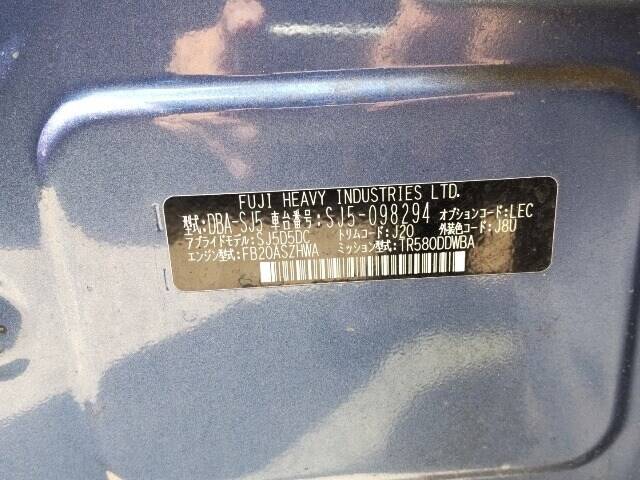 FUJI HEAVY INDUSTRIES LTD.
型式:DBA-SJ5 車台番号:SJ5-098294 オプションコード:LEC
アプライドモデル:SJ5D5DC トリムコード:J20 外装色コード:J8U
エンジン型式:FB20ASZHWA ミッション型式:TR580DDWBA